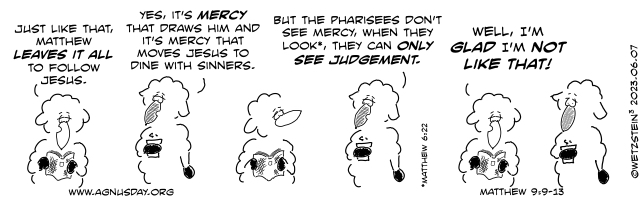 JUST LIKE THAT,
MATTHEW
LEAVES IT ALL
TO FOLLOW
JESUS.
YES, IT'S MERCY
THAT DRAWS HIM AND
IT'S MERCY THAT
MOVES JESUS TO
DINE WITH SINNERS.
BUT THE PHARISEES DON'T
SEE MERCY, WHEN THEY
LOOK*, THEY CAN ONLY
SEE JUDGEMENT.
*MATTHEW 6:22
WELL, I'M
GLAD I'M NOT
LIKE THAT!
©WETZSTEIN³ 2023.06.07
WWW.AGNUSDAY.ORG
MATTHEW 9:9-13